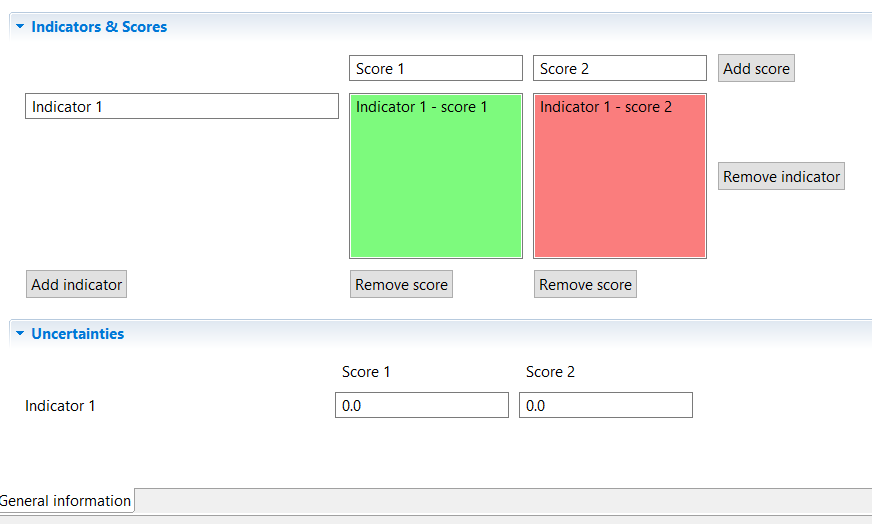 Indicators & Scores
Score 1 Score 2 Add score
Indicator 1 Indicator 1 - score 1 Indicator 1 - score 2
Remove indicator
Add indicator Remove score Remove score
Uncertainties
Score 1 Score 2
Indicator 1 0.0 0.0
General information